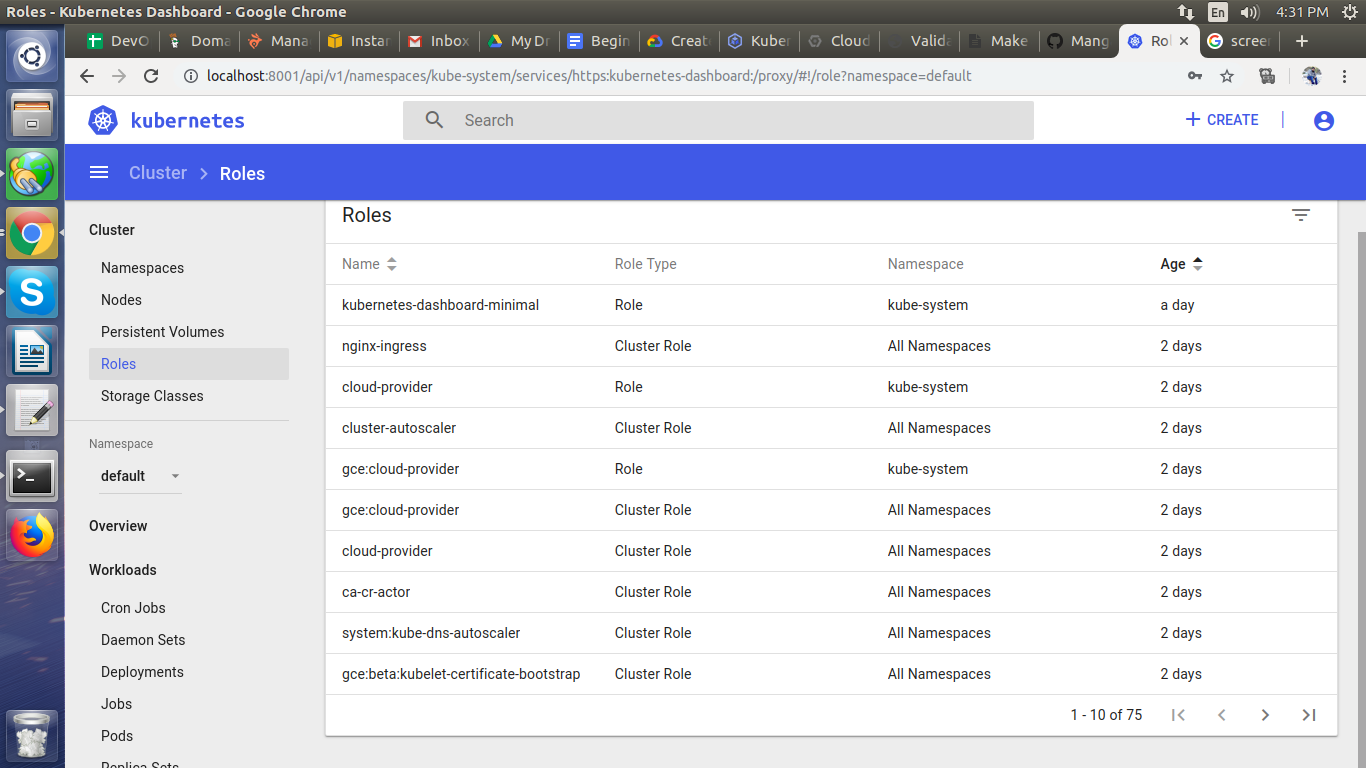 Roles - Kubernetes Dashboard - Google Chrome
En
4:31 PM
DevO
Doma
Mana
Instar
Inbox
My Dr
Begin
Creat
Kuber
Cloud
Valida
Make
Mang
Rol
screer
localhost:8001/api/v1/namespaces/kube-system/services/https:kubernetes-dashboard:/proxy/#!/role?namespace=default
kubernetes
Search
+ CREATE
Cluster > Roles
Cluster
Namespaces
Nodes
Persistent Volumes
Roles
Storage Classes
Namespace
default
Overview
Workloads
Cron Jobs
Daemon Sets
Deployments
Jobs
Pods
Replica Sets
Roles
Name Role Type Namespace Age
kubernetes-dashboard-minimal Role kube-system a day
nginx-ingress Cluster Role All Namespaces 2 days
cloud-provider Role kube-system 2 days
cluster-autoscaler Cluster Role All Namespaces 2 days
gce:cloud-provider Role kube-system 2 days
gce:cloud-provider Cluster Role All Namespaces 2 days
cloud-provider Cluster Role All Namespaces 2 days
ca-cr-actor Cluster Role All Namespaces 2 days
system:kube-dns-autoscaler Cluster Role All Namespaces 2 days
gce:beta:kubelet-certificate-bootstrap Cluster Role All Namespaces 2 days
1 - 10 of 75